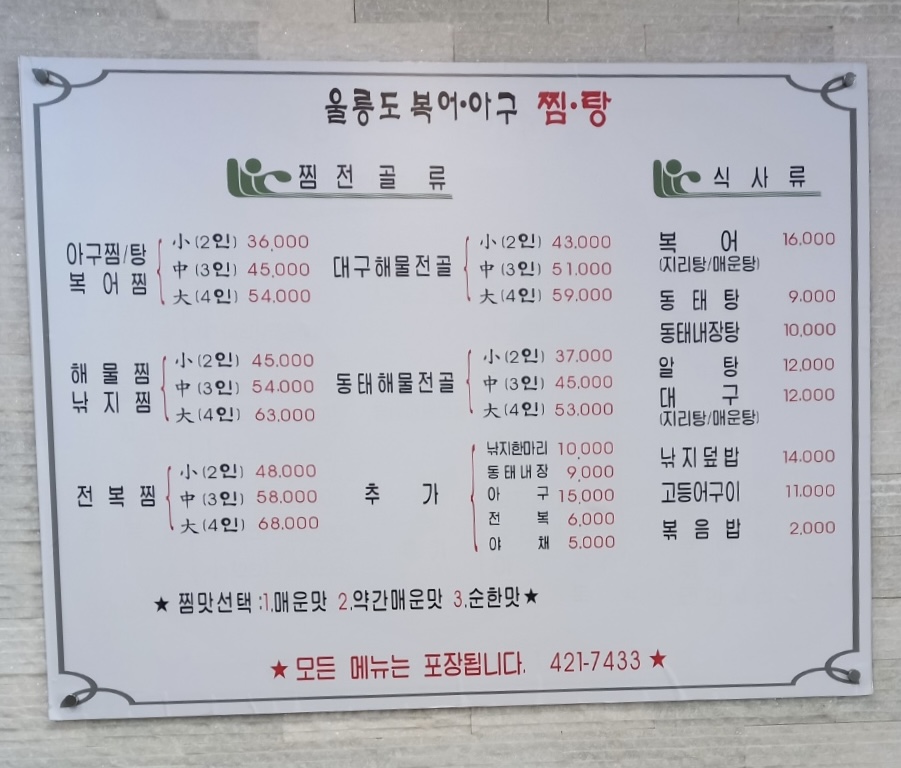 울릉도 복어·아구 찜·탕
찜전골류
아구찜/탕
복어찜
小(2인) 36,000
中(3인) 45,000
大(4인) 54,000
해물찜
낚지찜
小(2인) 45,000
中(3인) 54,000
大(4인) 63,000
전복찜
小(2인) 48,000
中(3인) 58,000
大(4인) 68,000
대구해물전골
小(2인) 43,000
中(3인) 51,000
大(4인) 59,000
동태해물전골
小(2인) 37,000
中(3인) 45,000
大(4인) 53,000
추가
낚지한마리 10,000
동태내장 9,000
아구 15,000
전복 6,000
야채 5,000
식사류
복어 16,000
(지리탕/매운탕)
동태탕 9,000
동태내장탕 10,000
알탕 12,000
대구 12,000
(지리탕/매운탕)
낚지덮밥 14,000
고등어구이 11,000
볶음밥 2,000
★ 찜맛선택 :1.매운맛 2.약간매운맛 3.순한맛★
★ 모든 메뉴는 포장됩니다. 421-7433 ★